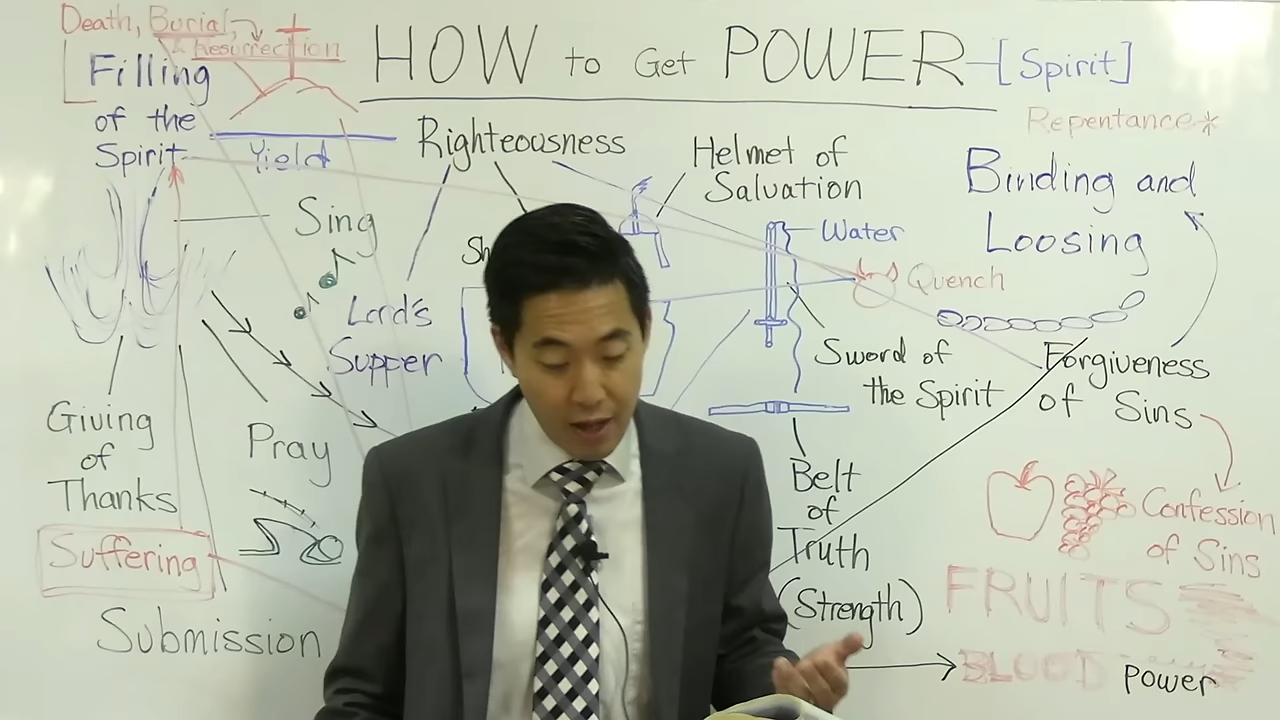 Death, Burial,
& Resurrection
HOW to Get POWER-[Spirit]
Filling
of the
Spirit
Yield
Righteousness
Helmet of
Salvation
Repentance*
Binding and
Loosing
Sing
Water
Quench
Lord's
Supper
Sword of
the Spirit
Forgiveness
of Sins
Giving
of
Thanks
Pray
Belt
of
Truth
(Strength)
Confession
of Sins
Suffering
FRUITS
Submission
BLOOD power